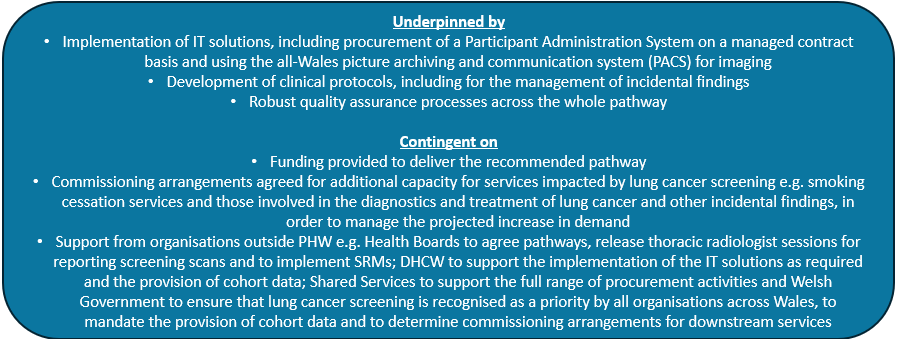 Underpinned by
• Implementation of IT solutions, including procurement of a Participant Administration System on a managed contract
basis and using the all-Wales picture archiving and communication system (PACS) for imaging
• Development of clinical protocols, including for the management of incidental findings
• Robust quality assurance processes across the whole pathway
Contingent on
• Funding provided to deliver the recommended pathway
• Commissioning arrangements agreed for additional capacity for services impacted by lung cancer screening e.g. smoking
cessation services and those involved in the diagnostics and treatment of lung cancer and other incidental findings, in
order to manage the projected increase in demand
• Support from organisations outside PHW e.g. Health Boards to agree pathways, release thoracic radiologist sessions for
reporting screening scans and to implement SRMs; DHCW to support the implementation of the IT solutions as required
and the provision of cohort data; Shared Services to support the full range of procurement activities and Welsh
Government to ensure that lung cancer screening is recognised as a priority by all organisations across Wales, to
mandate the provision of cohort data and to determine commissioning arrangements for downstream services